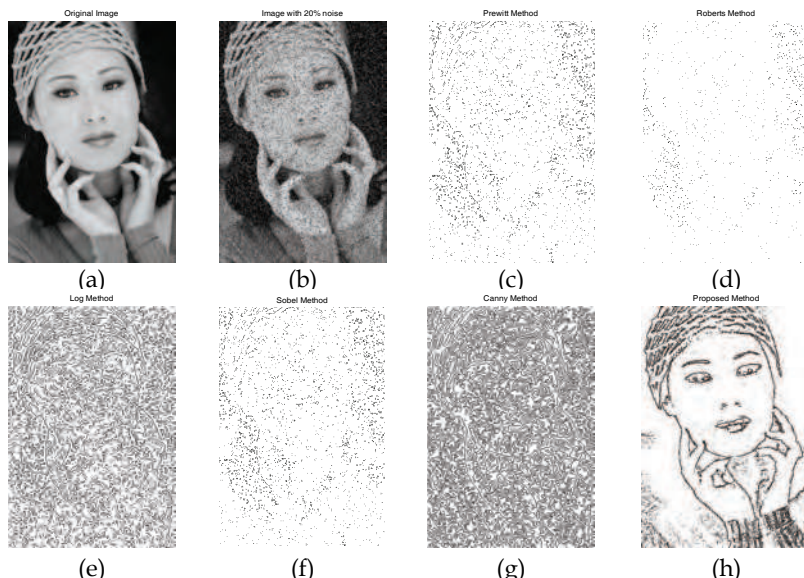 Original Image
Image with 20% noise
Prewitt Method
Roberts Method
(a)
(b)
(c)
(d)
Log Method
Sobel Method
Canny Method
Proposed Method
(e)
(f)
(g)
(h)